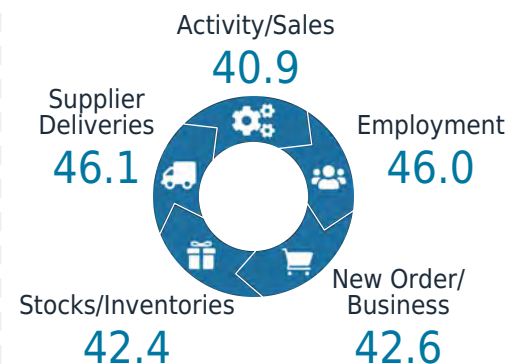 Activity/Sales
40.9
Supplier
Deliveries
46.1
Employment
46.0
Stocks/Inventories
42.4
New Order/
Business
42.6